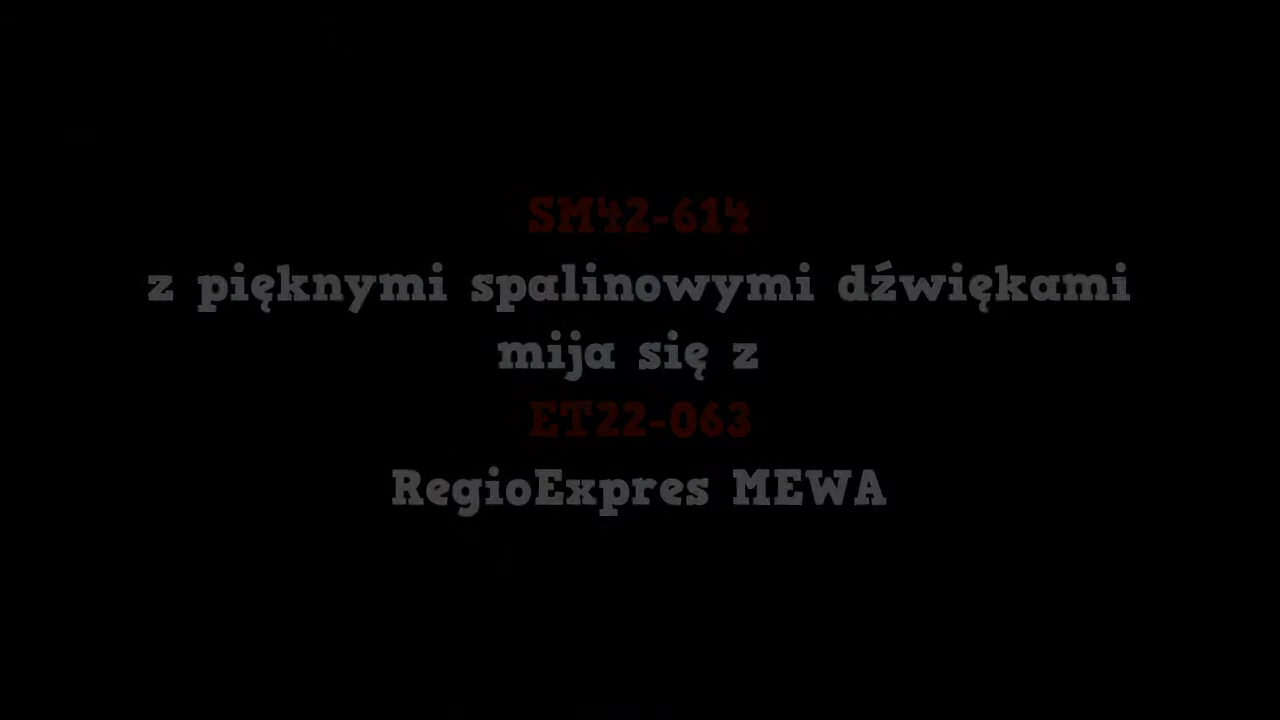 SM42-614
z pięknymi spalinowymi dźwiękami
mija się z
ET22-063
RegioExpres MEWA